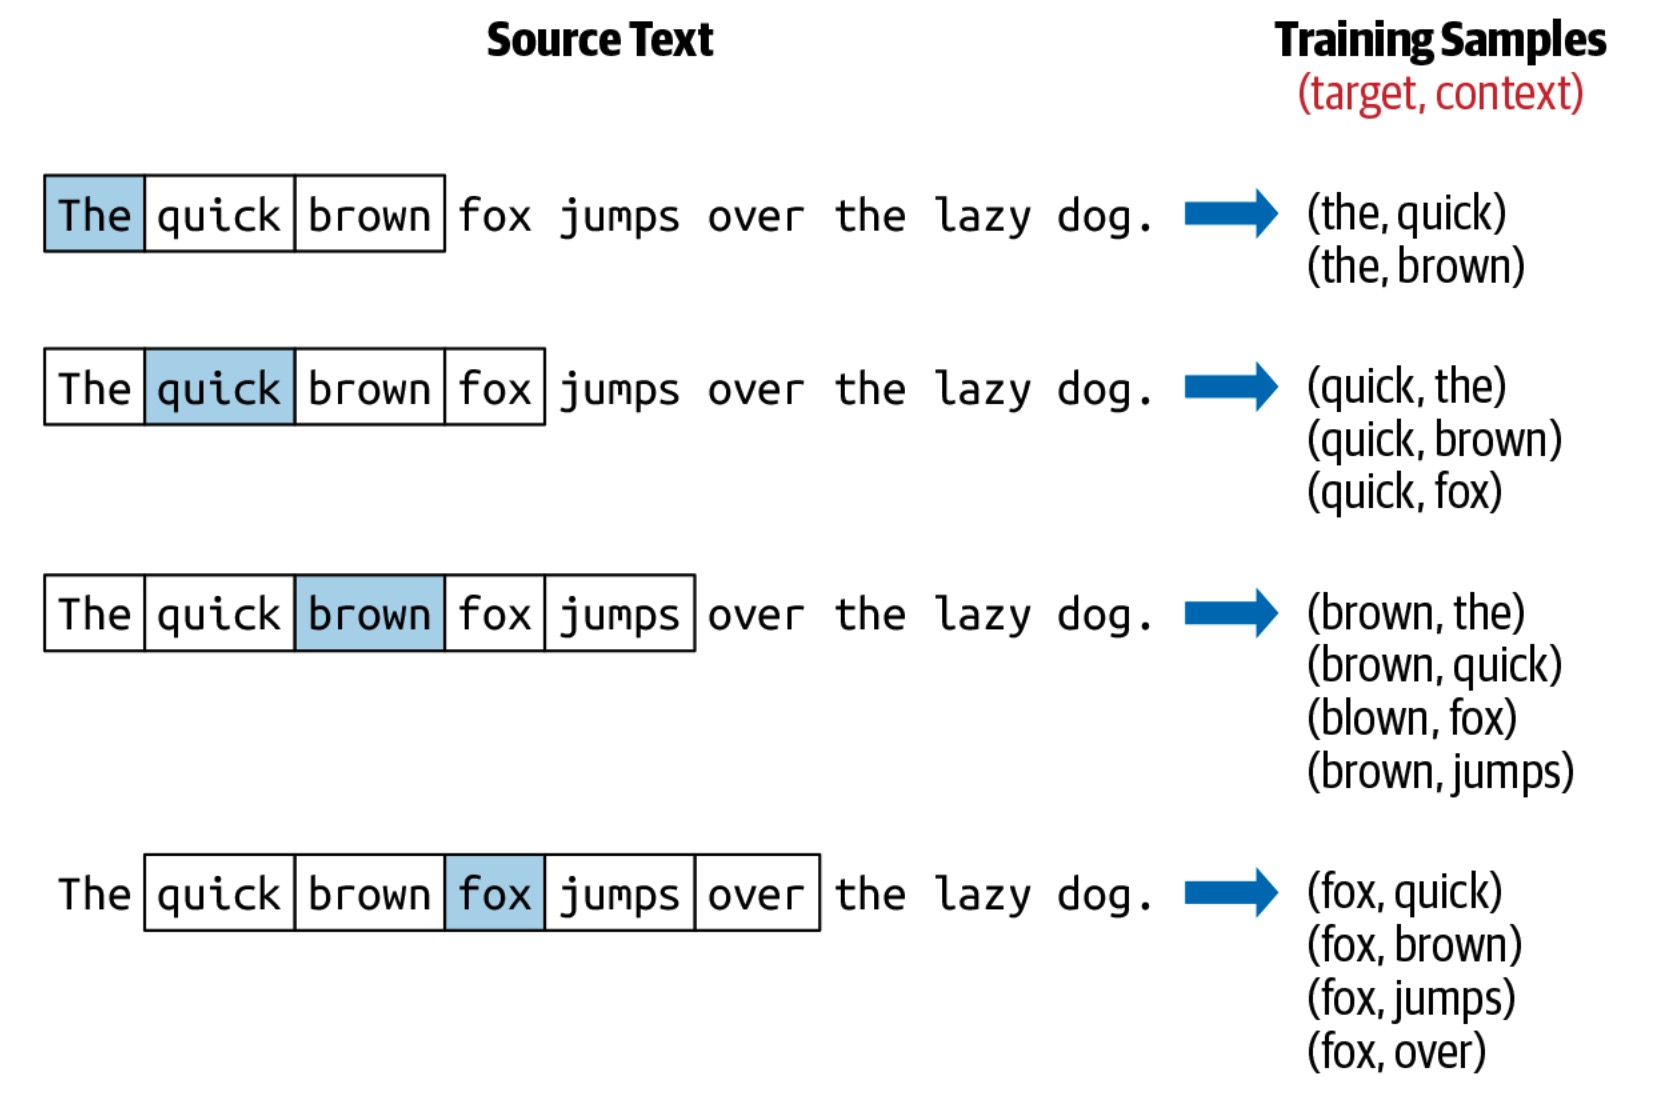 Source Text
Training Samples
(target, context)
The quick brown fox jumps over the lazy dog.
(the, quick)
(the, brown)
The quick brown fox jumps over the lazy dog.
(quick, the)
(quick, brown)
(quick, fox)
The quick brown fox jumps over the lazy dog.
(brown, the)
(brown, quick)
(blown, fox)
(brown, jumps)
The quick brown fox jumps over the lazy dog.
(fox, quick)
(fox, brown)
(fox, jumps)
(fox, over)